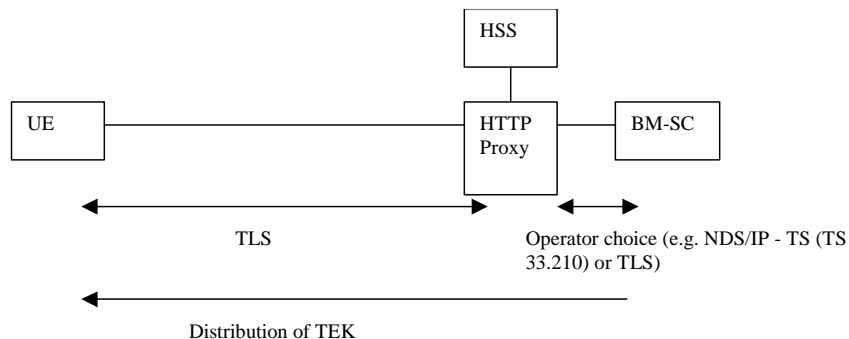 HSS
UE
HTTP
Proxy
BM-SC
TLS
Operator choice (e.g. NDS/IP - TS (TS
33.210) or TLS)
Distribution of TEK